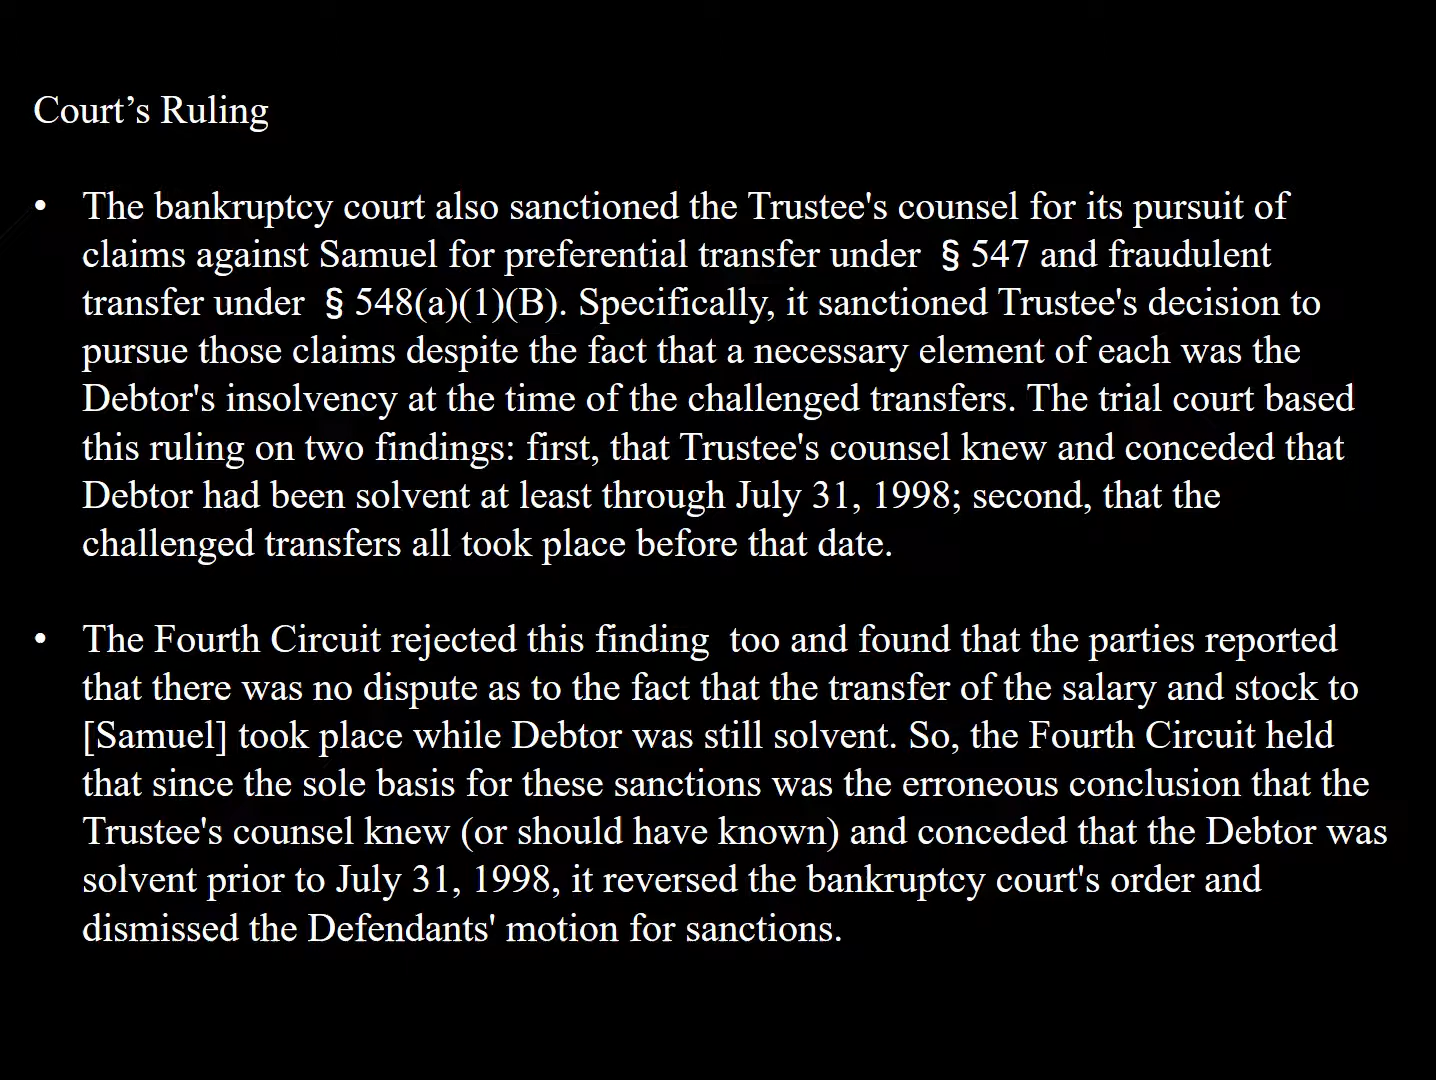 Court’s Ruling
• The bankruptcy court also sanctioned the Trustee's counsel for its pursuit of
claims against Samuel for preferential transfer under § 547 and fraudulent
transfer under § 548(a)(1)(B). Specifically, it sanctioned Trustee's decision to
pursue those claims despite the fact that a necessary element of each was the
Debtor's insolvency at the time of the challenged transfers. The trial court based
this ruling on two findings: first, that Trustee's counsel knew and conceded that
Debtor had been solvent at least through July 31, 1998; second, that the
challenged transfers all took place before that date.
• The Fourth Circuit rejected this finding too and found that the parties reported
that there was no dispute as to the fact that the transfer of the salary and stock to
[Samuel] took place while Debtor was still solvent. So, the Fourth Circuit held
that since the sole basis for these sanctions was the erroneous conclusion that the
Trustee's counsel knew (or should have known) and conceded that the Debtor was
solvent prior to July 31, 1998, it reversed the bankruptcy court's order and
dismissed the Defendants' motion for sanctions.